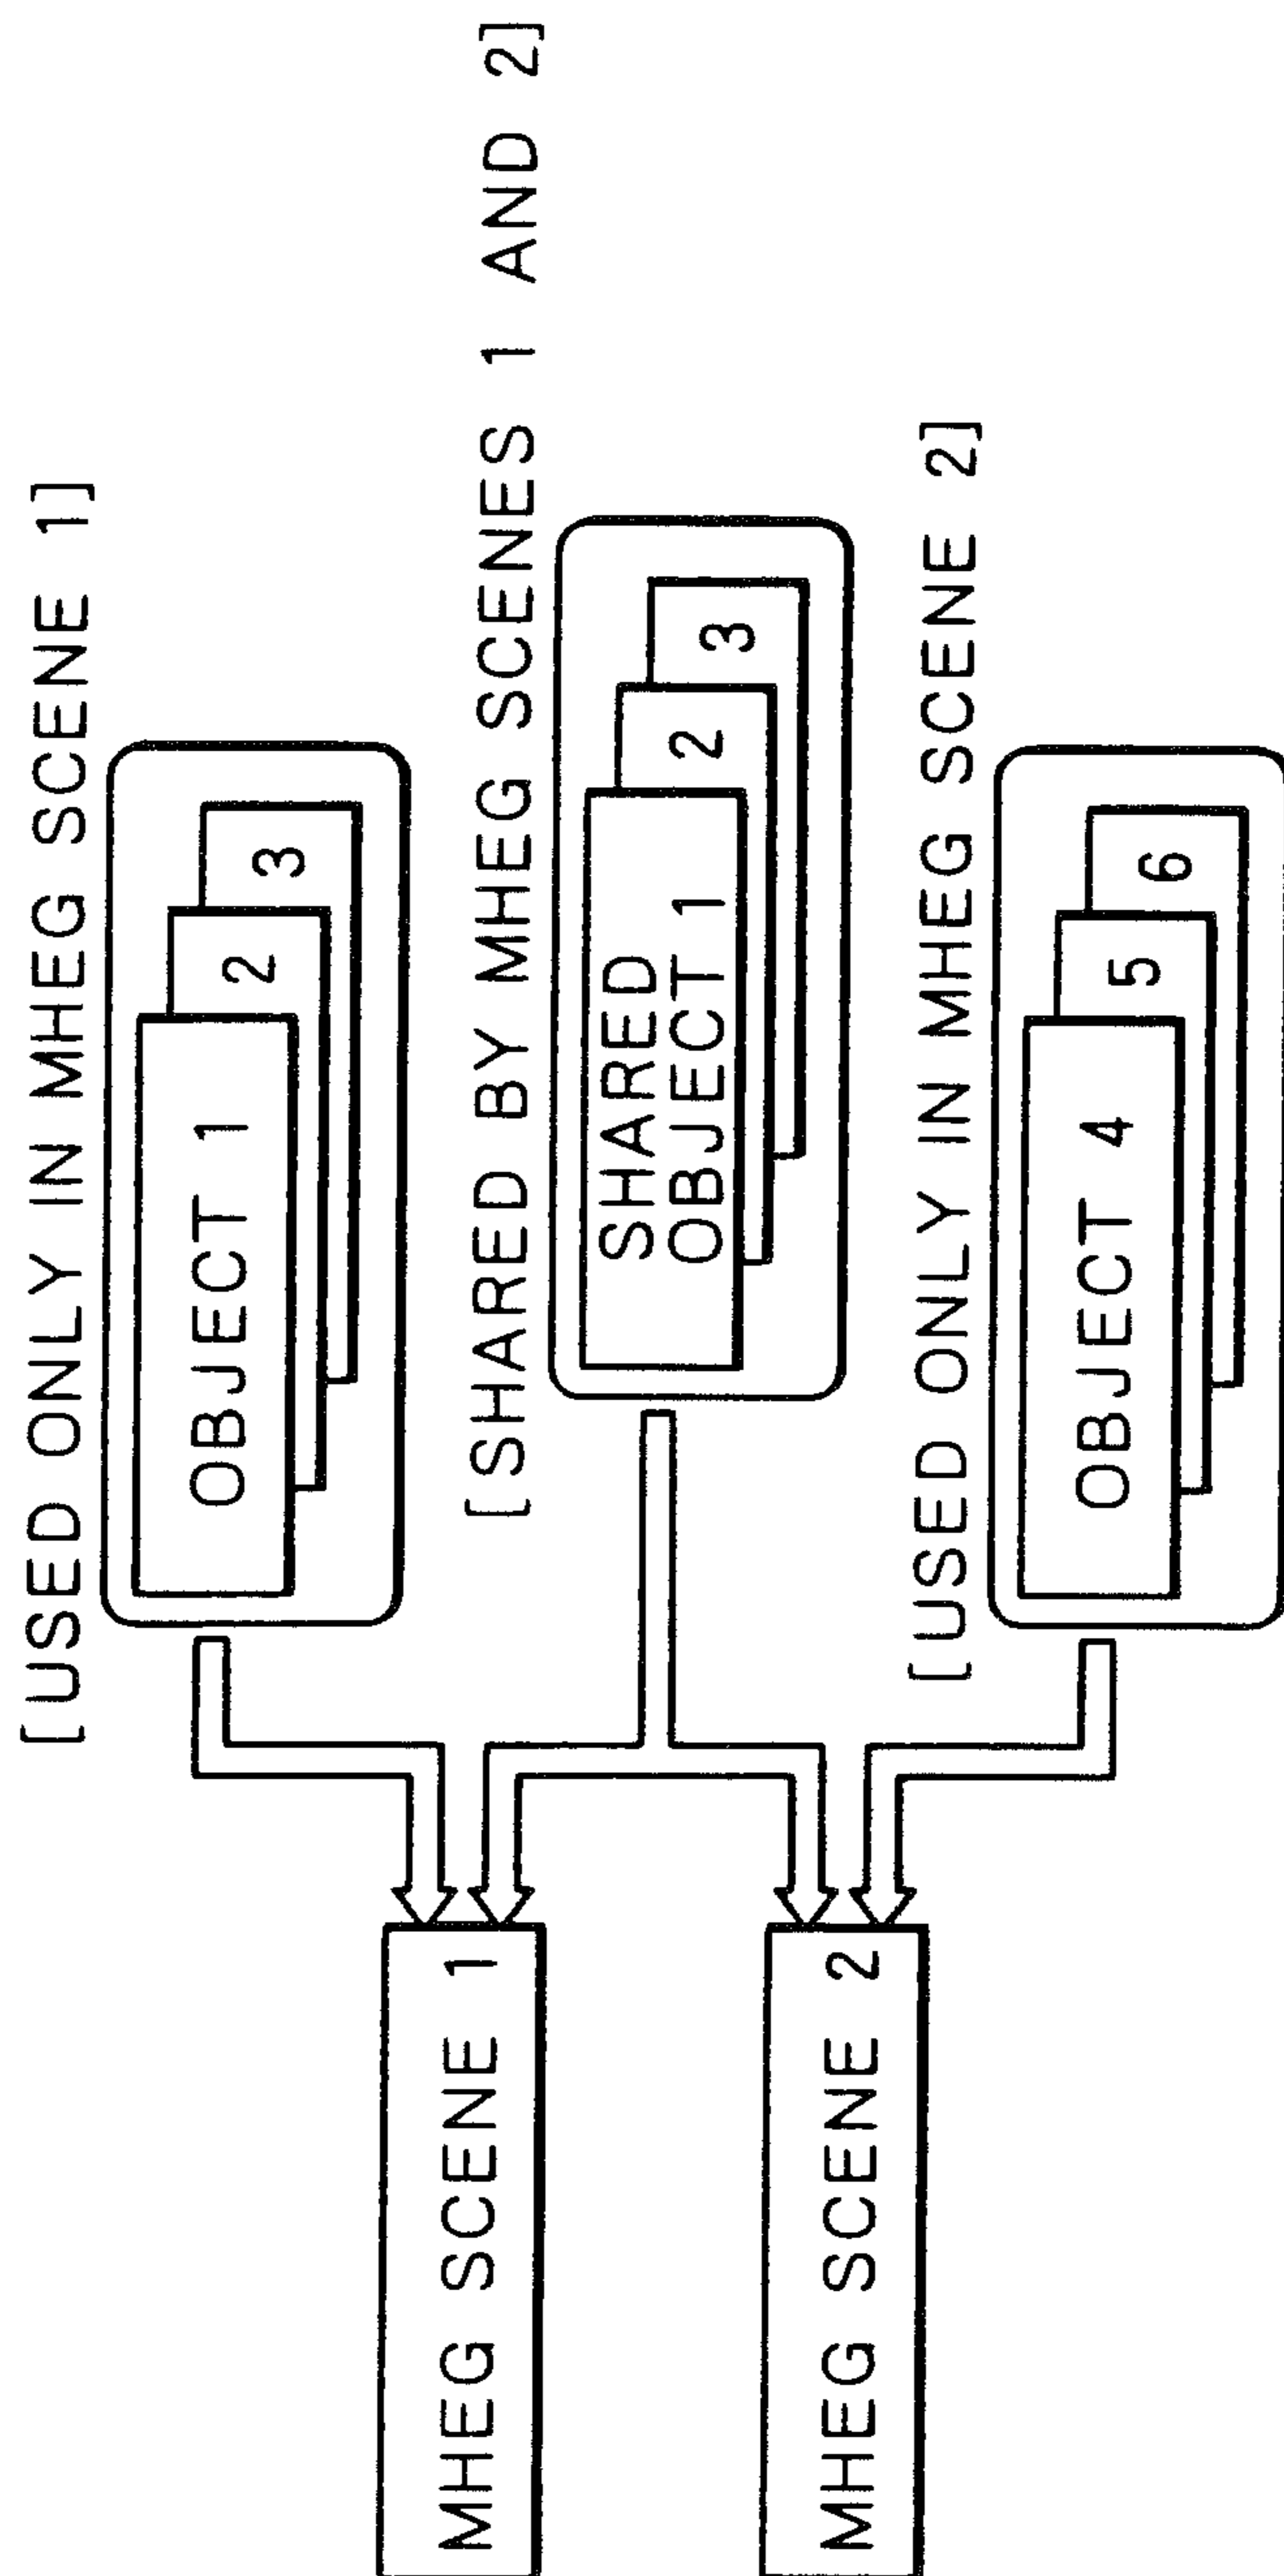 [USED ONLY IN MHEG SCENE 1]
OBJECT 1
2
3
MHEG SCENE 1
[SHARED BY MHEG SCENES 1 AND 2]
SHARED
OBJECT 1
2
3
MHEG SCENE 2
[USED ONLY IN MHEG SCENE 2]
OBJECT 4
5
6